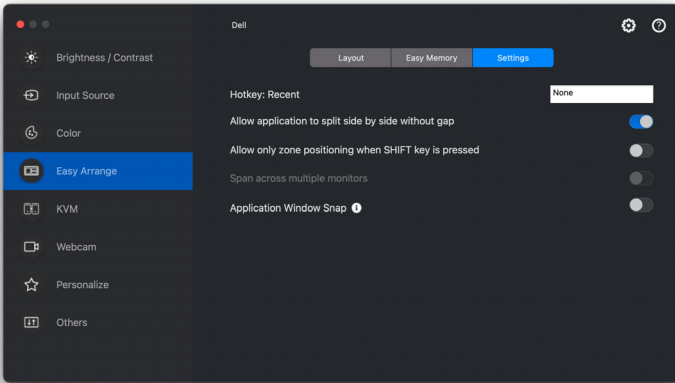 Dell
Brightness / Contrast
Input Source
Color
Easy Arrange
KVM
Webcam
Personalize
Others
Layout
Easy Memory
Settings
Hotkey: Recent
None
Allow application to split side by side without gap
Allow only zone positioning when SHIFT key is pressed
Span across multiple monitors
Application Window Snap